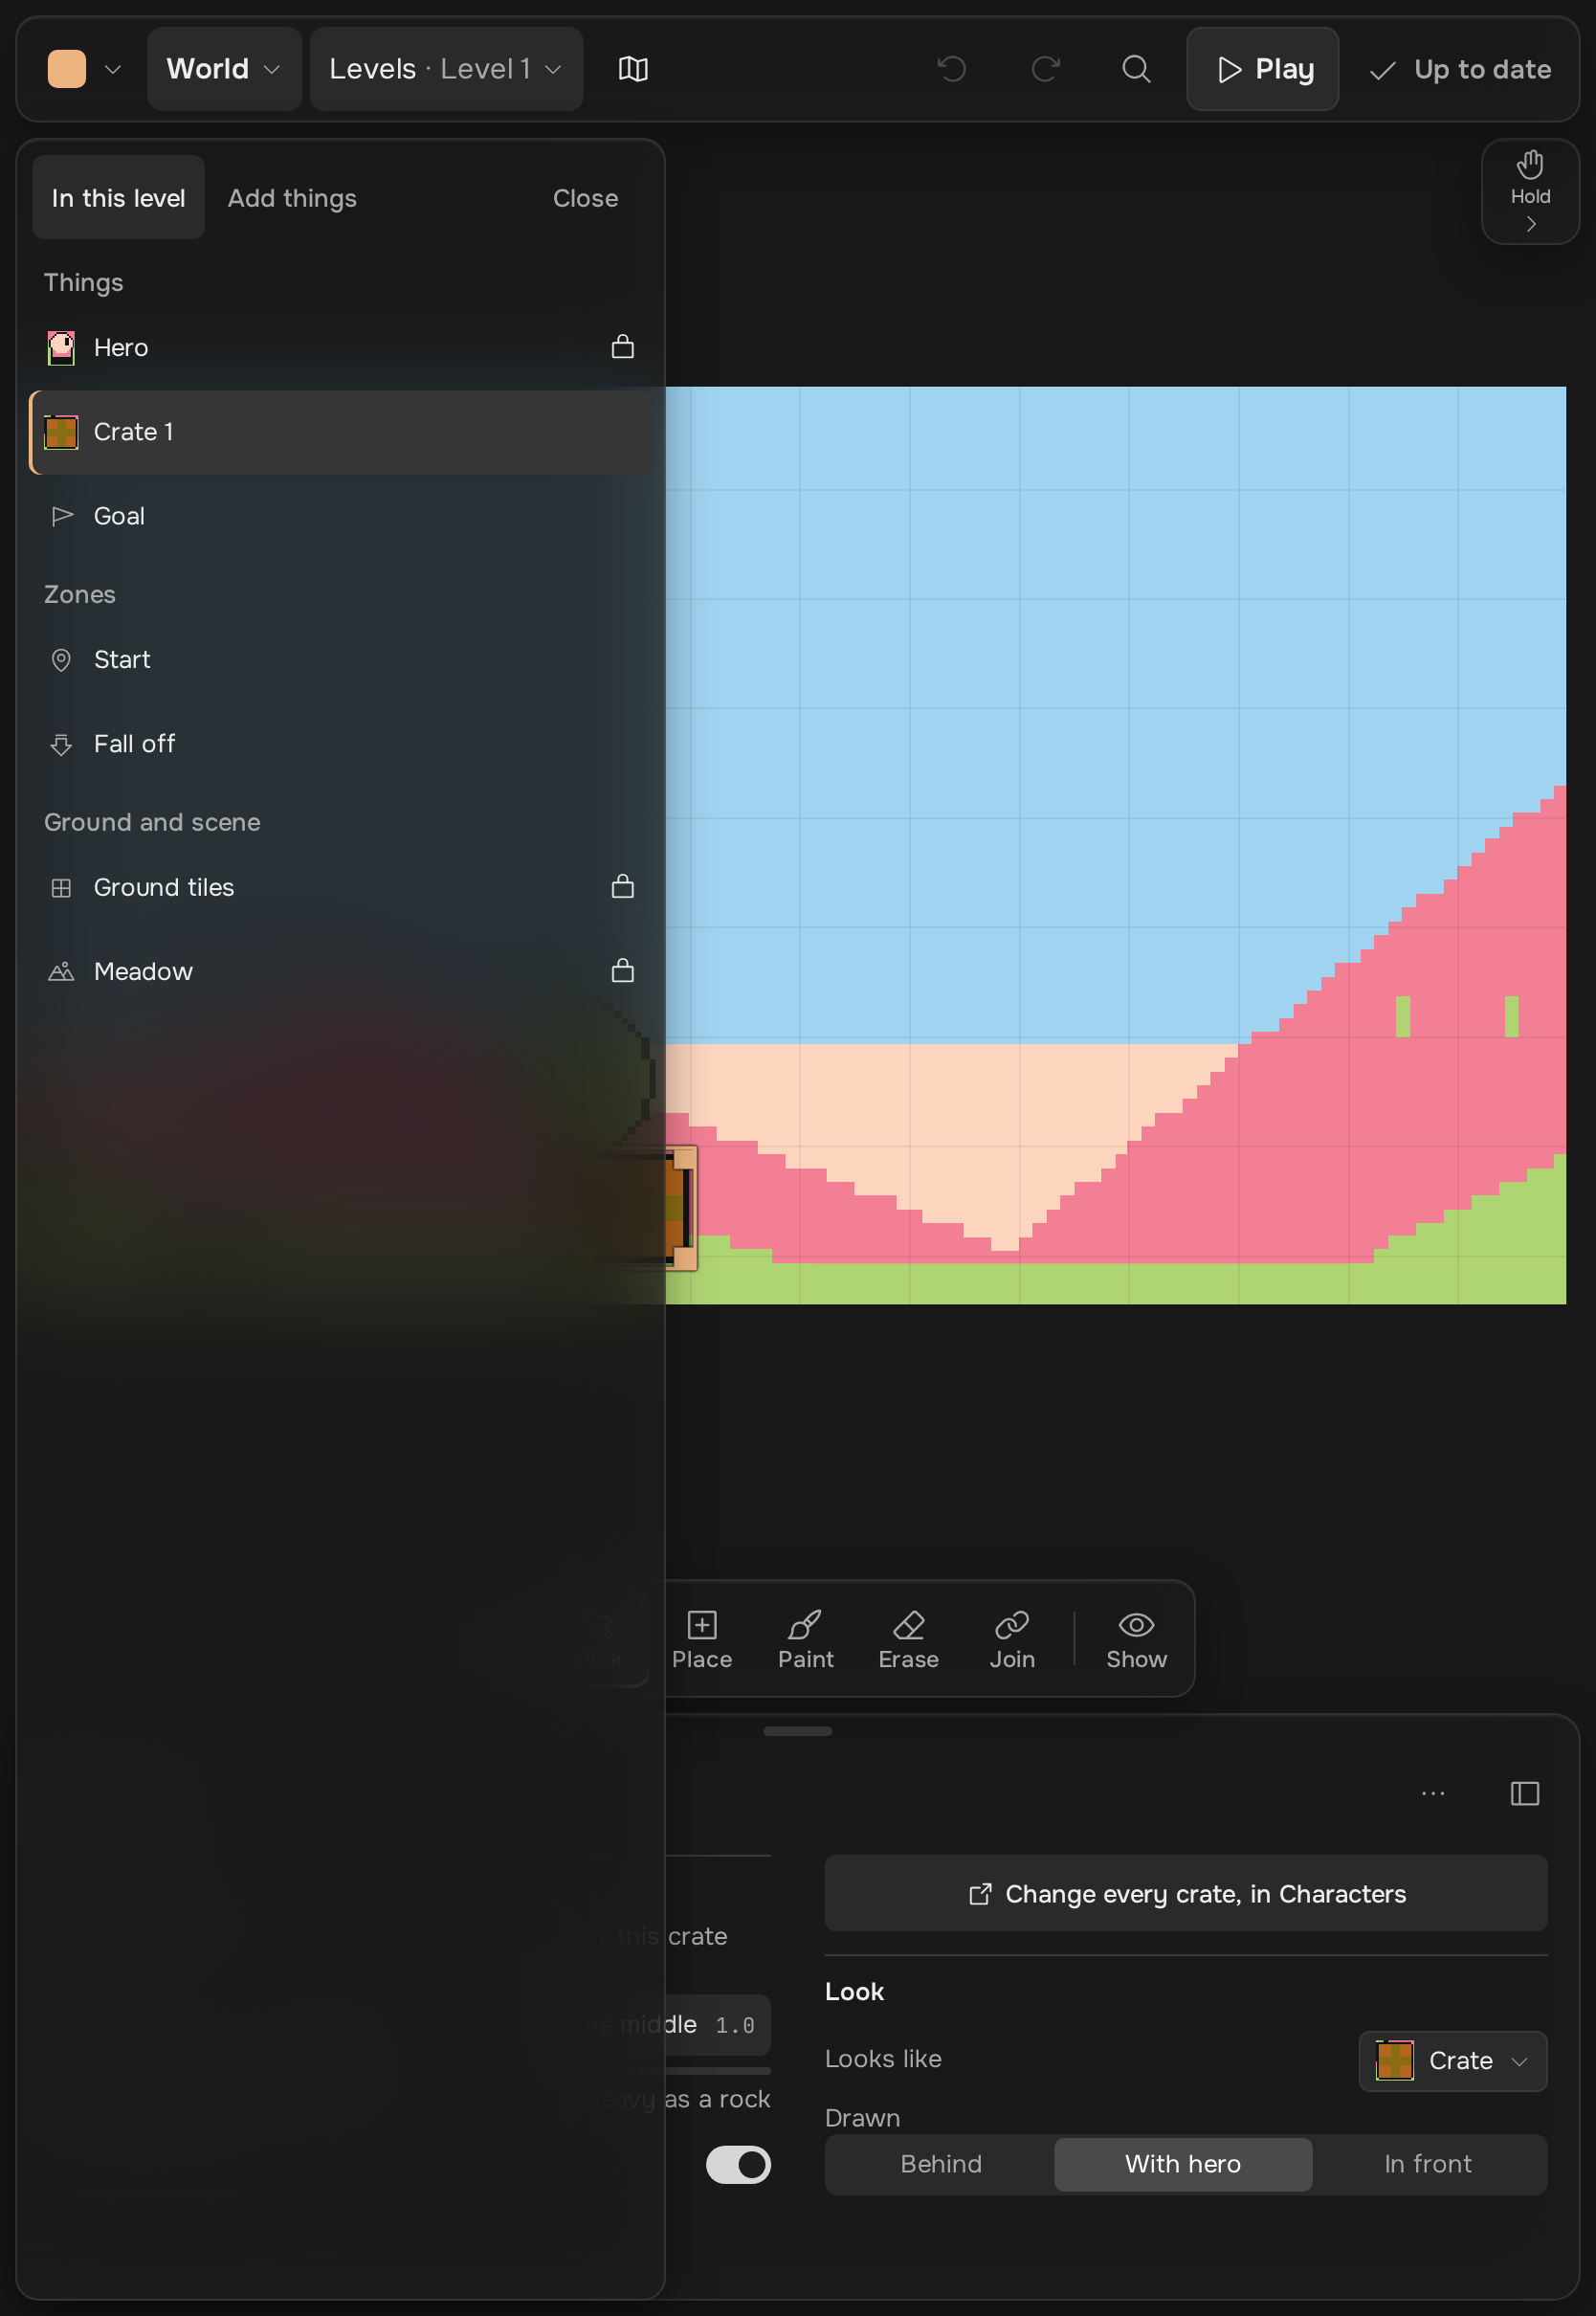 World
Levels · Level 1
Play
Up to date
In this level
Add things
Close
Hold
Things
Hero
Crate 1
Goal
Zones
Start
Fall off
Ground and scene
Ground tiles
Meadow
Place
Paint
Erase
Join
Show
Change every crate, in Characters
this crate
Look
middle 1.0
Looks like
Crate
as a rock
Drawn
Behind
With hero
In front